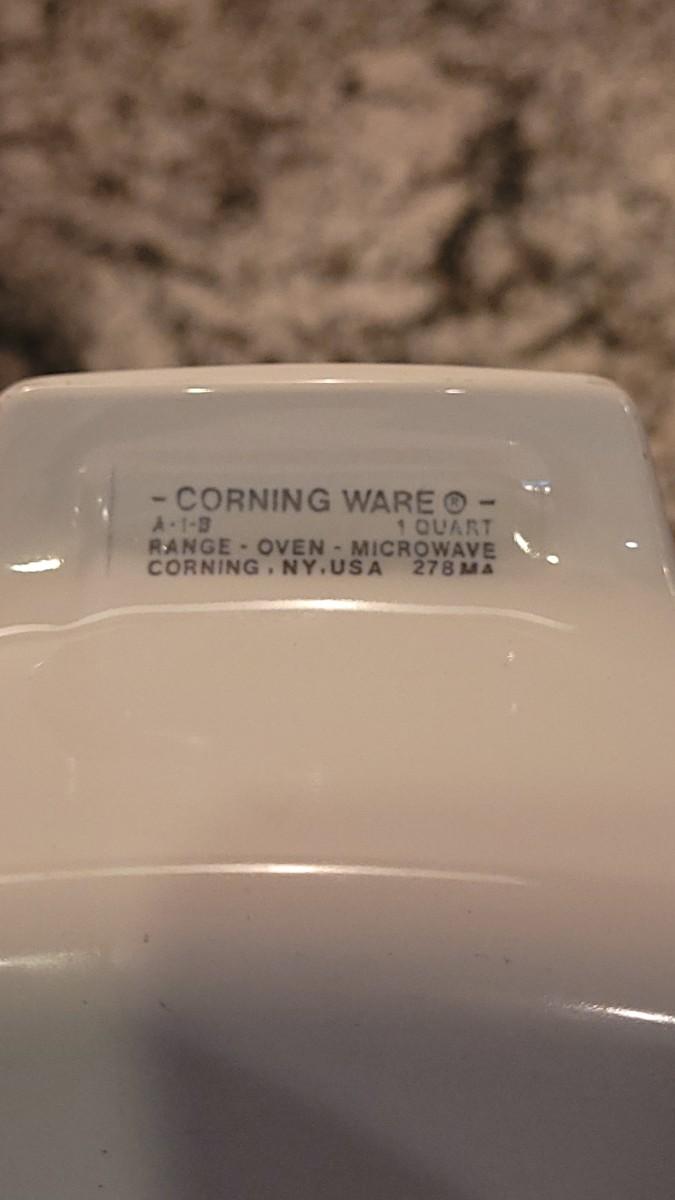 - CORNING WARE ® -
A-1-B 1 QUART
RANGE - OVEN - MICROWAVE
CORNING, NY, USA 278MA